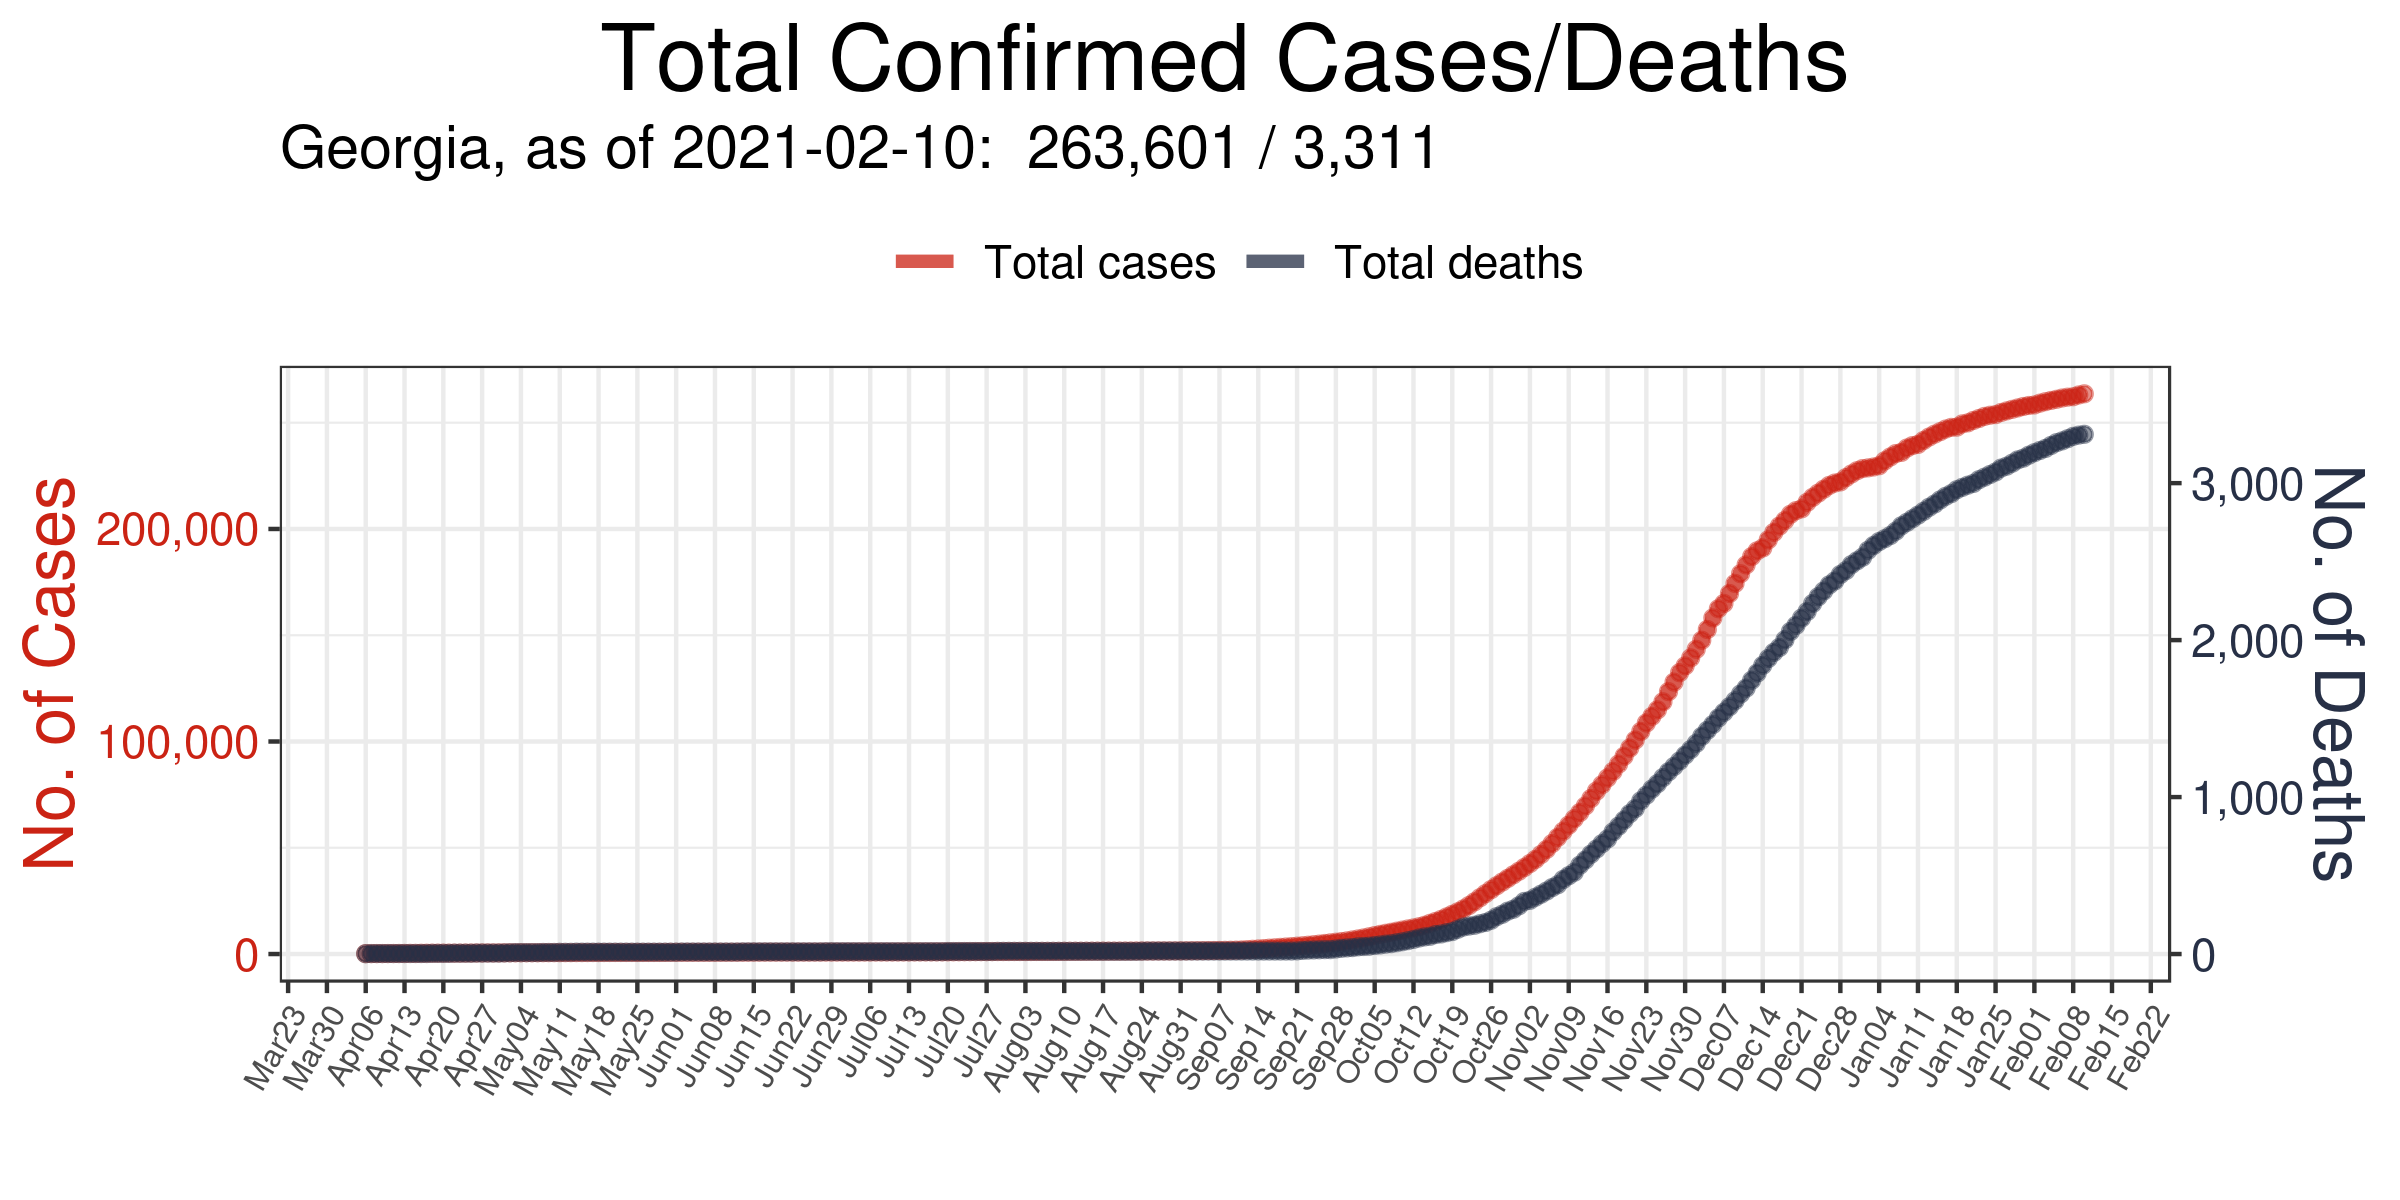 Total Confirmed Cases/Deaths
Georgia, as of 2021-02-10:  263,601 / 3,311
Total cases
Total deaths
No. of Cases
200,000
100,000
0
3,000
2,000
1,000
0
No. of Deaths
Mar23
Mar30
Apr06
Apr13
Apr20
Apr27
May04
May11
May18
May25
Jun01
Jun08
Jun15
Jun22
Jun29
Jul06
Jul13
Jul20
Jul27
Aug03
Aug10
Aug17
Aug24
Aug31
Sep07
Sep14
Sep21
Sep28
Oct05
Oct12
Oct19
Oct26
Nov02
Nov09
Nov16
Nov23
Nov30
Dec07
Dec14
Dec21
Dec28
Dec28
Jan04
Jan11
Jan18
Jan25
Feb01
Feb08
Feb15
Feb22